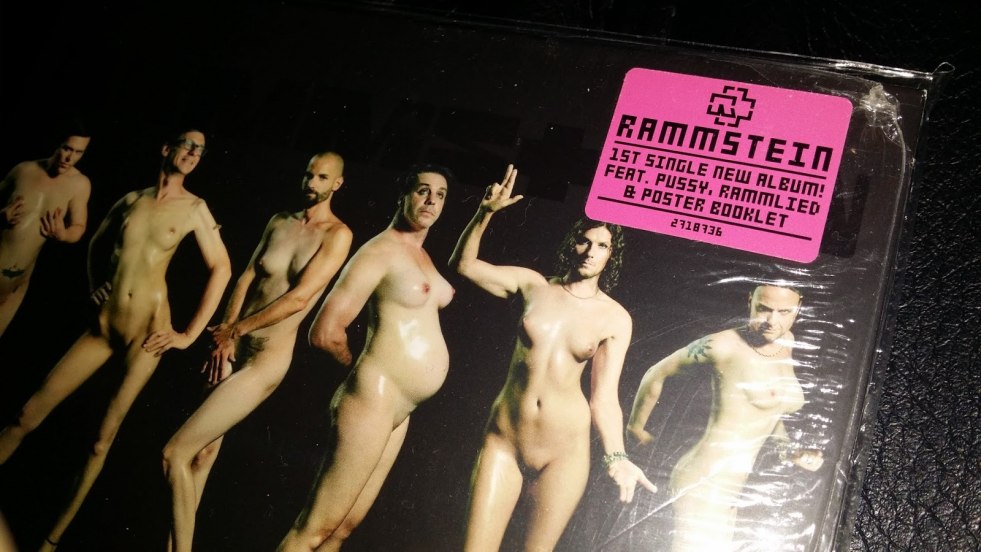 RAMMSTEIN
1ST SINGLE NEW ALBUM!
FEAT. PUSSY, RAMMLIED
& POSTER BOOKLET
2718736